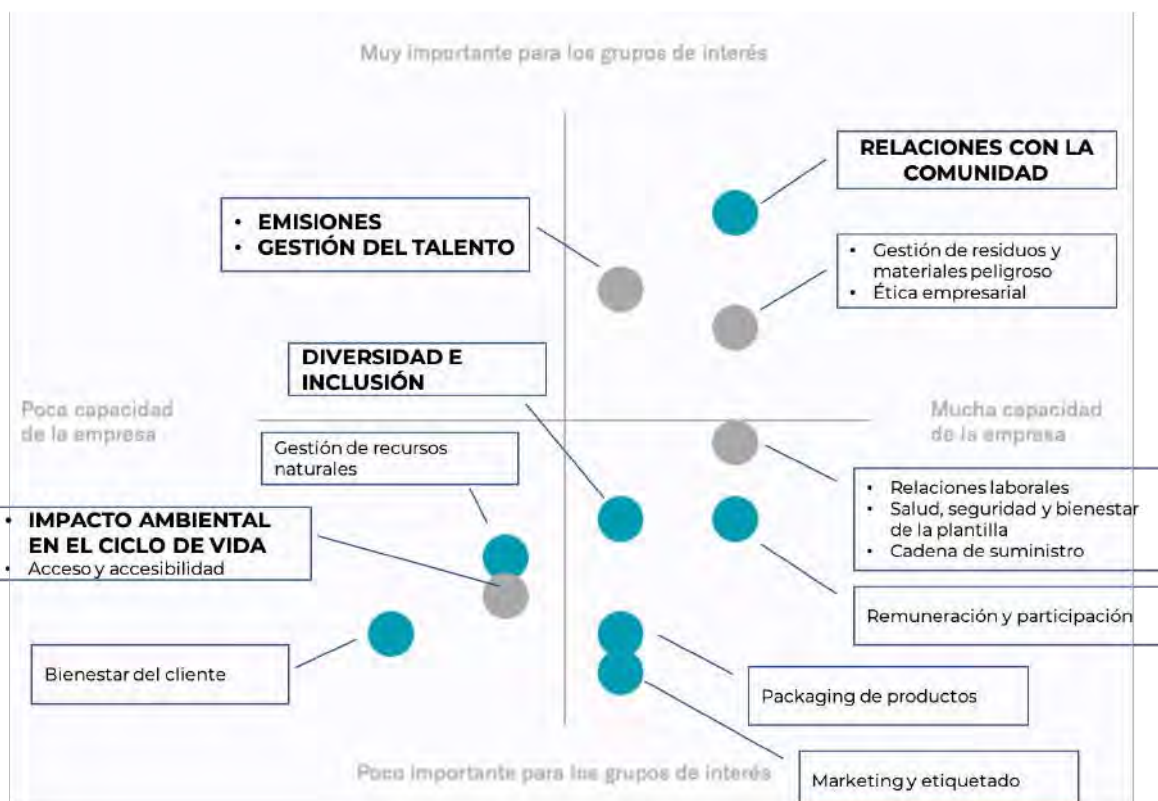 Muy importante para los grupos de interés
RELACIONES CON LA
COMUNIDAD
• EMISIONES
• GESTIÓN DEL TALENTO
• Gestión de residuos y
materiales peligroso
• Ética empresarial
DIVERSIDAD E
INCLUSIÓN
Poca capacidad
de la empresa
Mucha capacidad
de la empresa
Gestión de recursos
naturales
• Relaciones laborales
• Salud, seguridad y bienestar
de la plantilla
• Cadena de suministro
• IMPACTO AMBIENTAL
EN EL CICLO DE VIDA
• Acceso y accesibilidad
Remuneración y participación
Bienestar del cliente
Packaging de productos
Poco importante para los grupos de interés
Marketing y etiquetado